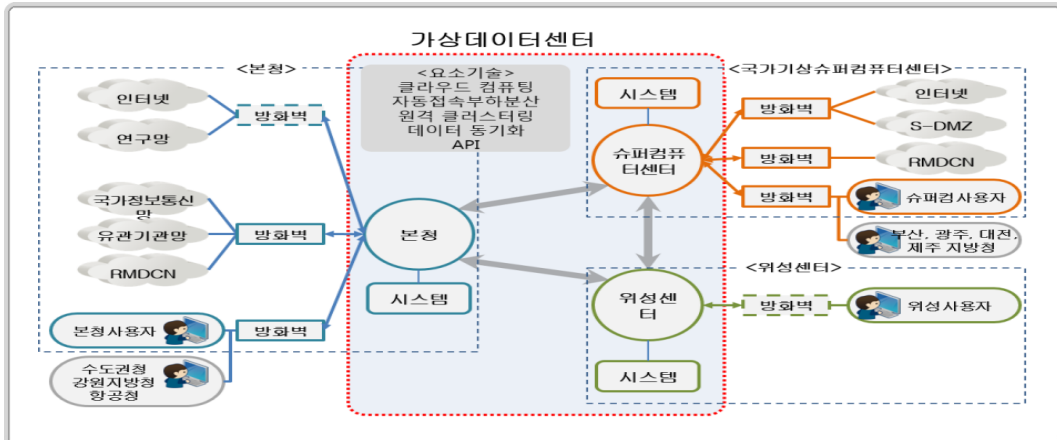 가상데이터센터
<본청>
<요소기술>
클라우드 컴퓨팅
자동접속부하분산
원격 클러스터링
데이터 동기화
API
인터넷
연구망
방화벽
국가정보통신
망
유관기관망
RMDCN
방화벽
본청
시스템
본청사용자
방화벽
수도권청
강원지방청
항공청
<국가기상슈퍼컴퓨터센터>
시스템
슈퍼컴퓨
터센터
방화벽
인터넷
S-DMZ
방화벽
RMDCN
방화벽
슈퍼컴사용자
부산, 광주, 대전,
제주 지방청
<위성센터>
위성센
터
방화벽
위성사용자
시스템